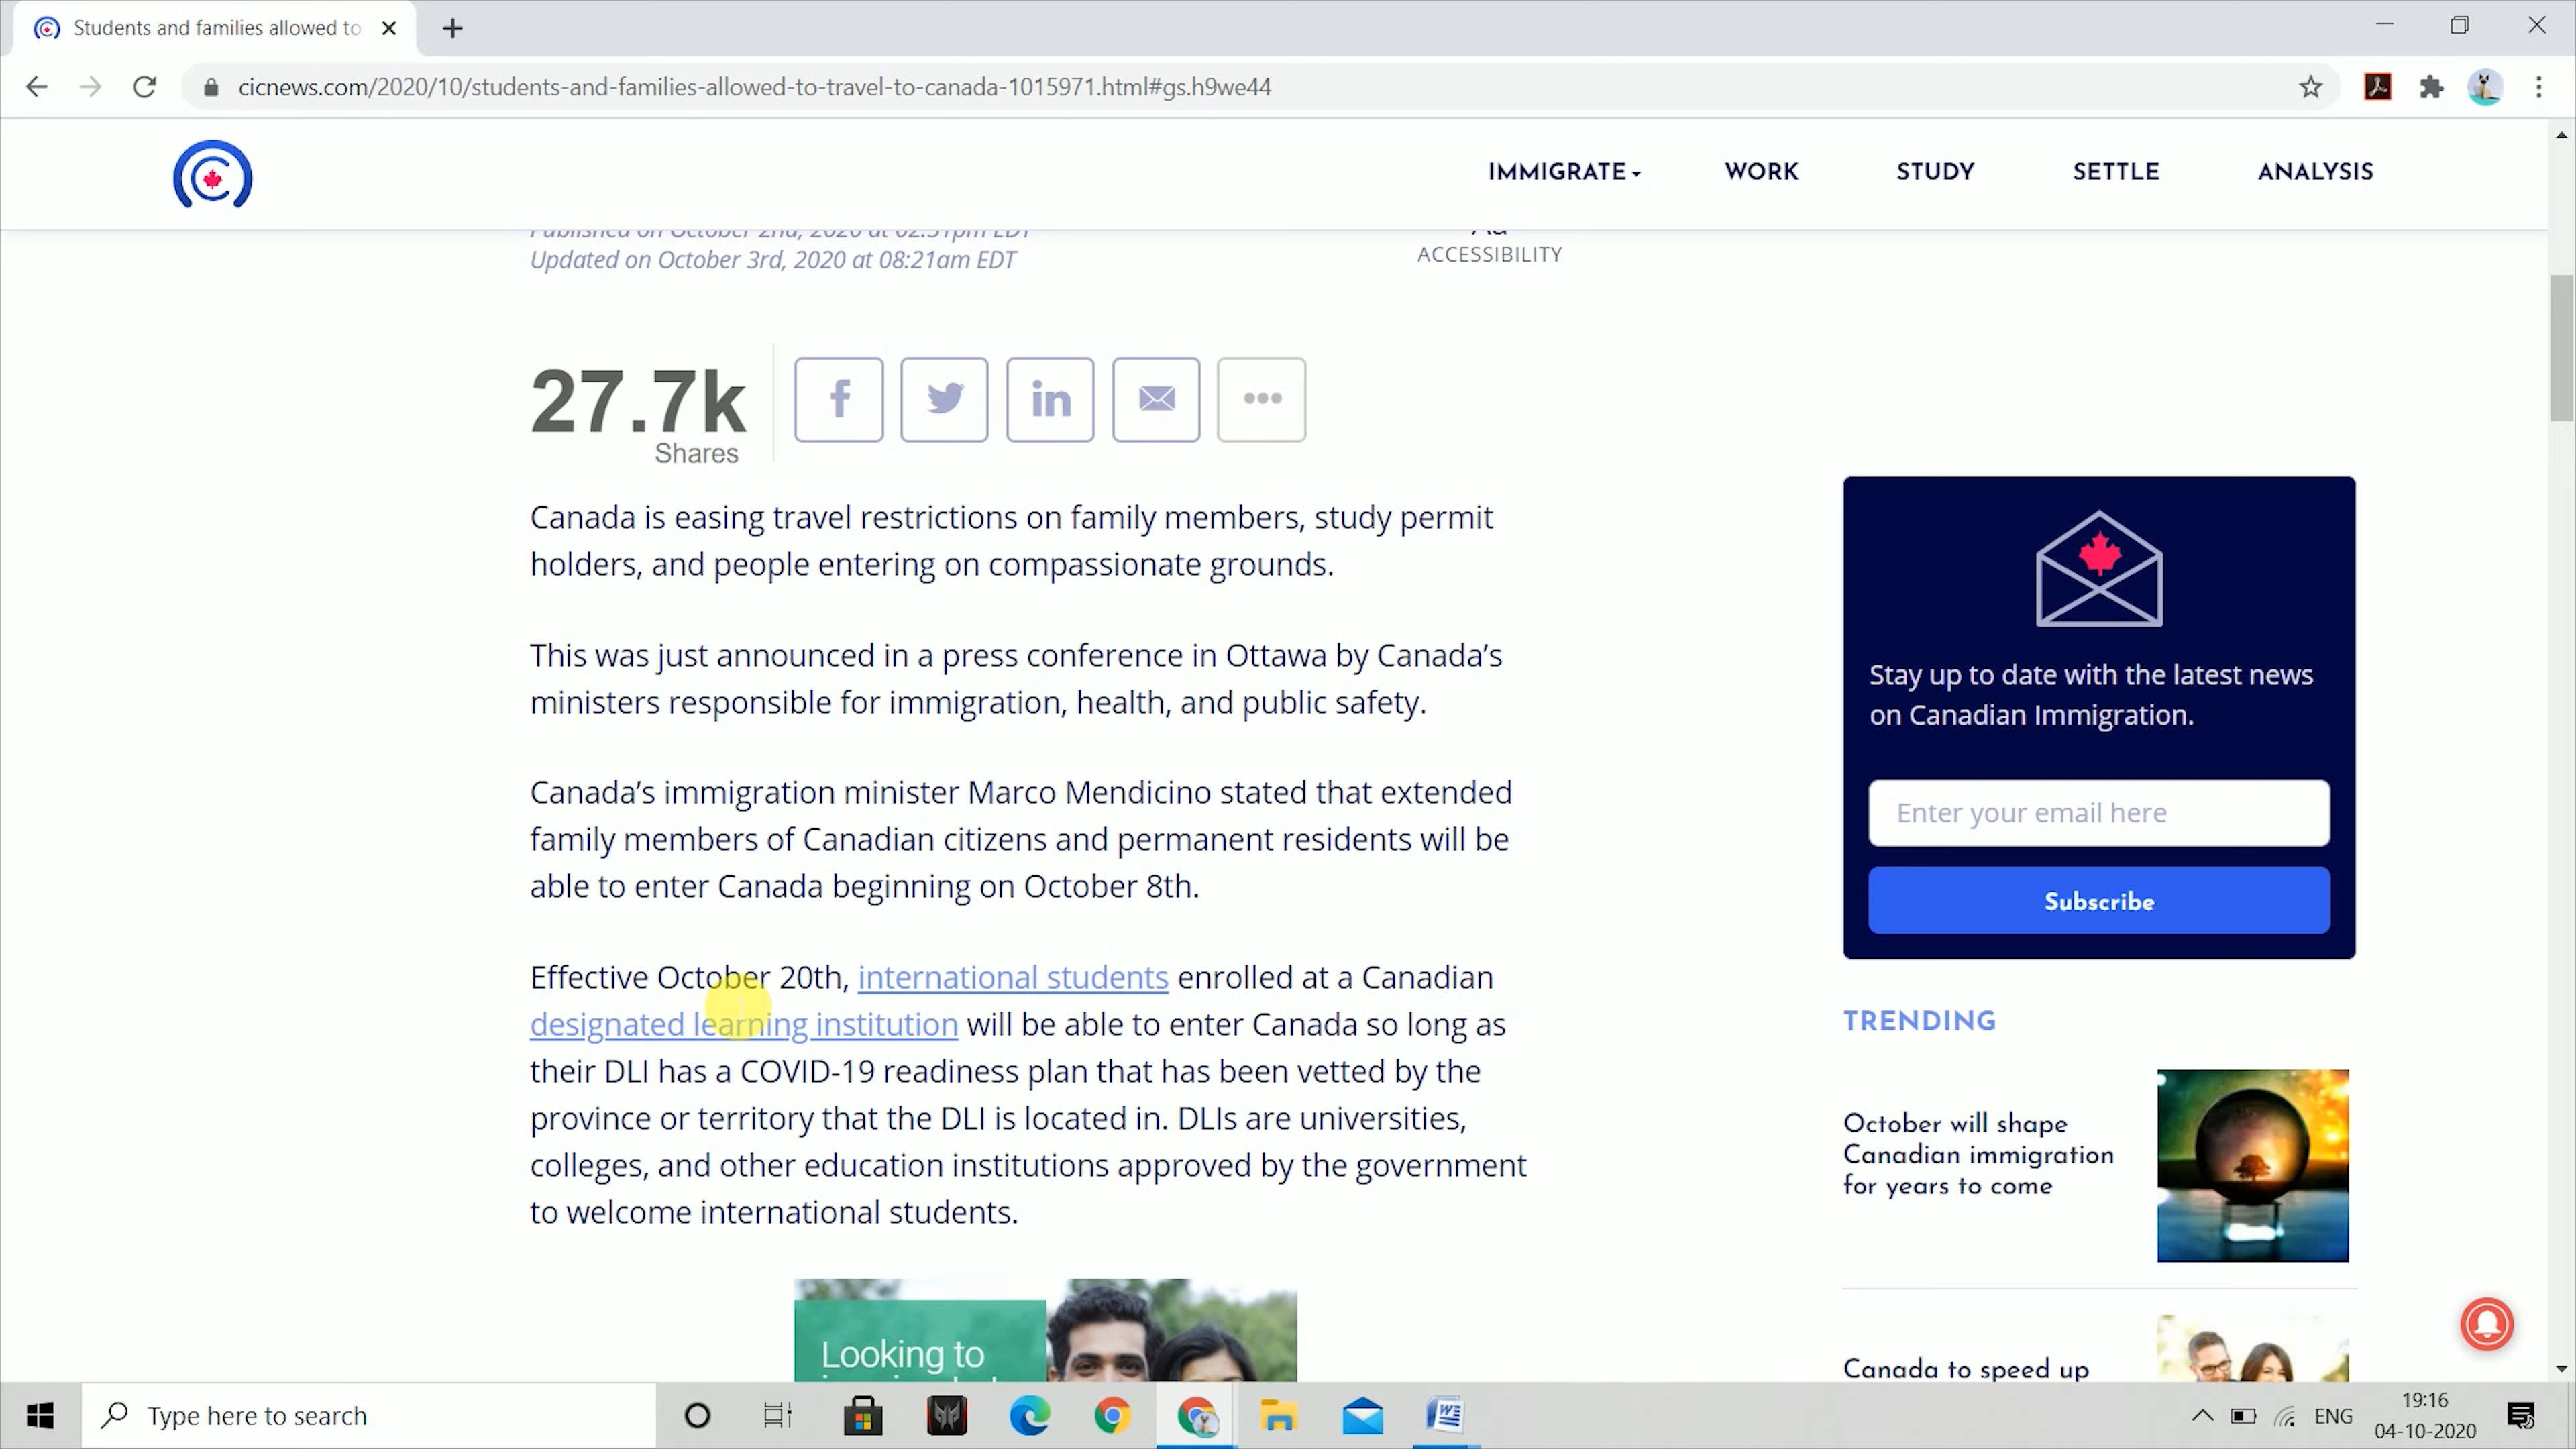 Students and families allowed to
cicnews.com/2020/10/students-and-families-allowed-to-travel-to-canada-1015971.html#gs.h9we44
IMMIGRATE WORK STUDY SETTLE ANALYSIS
Published on October 2nd, 2020 at 02:51pm EDT
Updated on October 3rd, 2020 at 08:21am EDT
ACCESSIBILITY
27.7k
Shares
Canada is easing travel restrictions on family members, study permit
holders, and people entering on compassionate grounds.
This was just announced in a press conference in Ottawa by Canada’s
ministers responsible for immigration, health, and public safety.
Canada’s immigration minister Marco Mendicino stated that extended
family members of Canadian citizens and permanent residents will be
able to enter Canada beginning on October 8th.
Effective October 20th, international students enrolled at a Canadian
designated learning institution will be able to enter Canada so long as
their DLI has a COVID-19 readiness plan that has been vetted by the
province or territory that the DLI is located in. DLIs are universities,
colleges, and other education institutions approved by the government
to welcome international students.
Looking to
Stay up to date with the latest news
on Canadian Immigration.
Enter your email here
Subscribe
TRENDING
October will shape
Canadian immigration
for years to come
Canada to speed up
Type here to search
ENG
19:16
04-10-2020